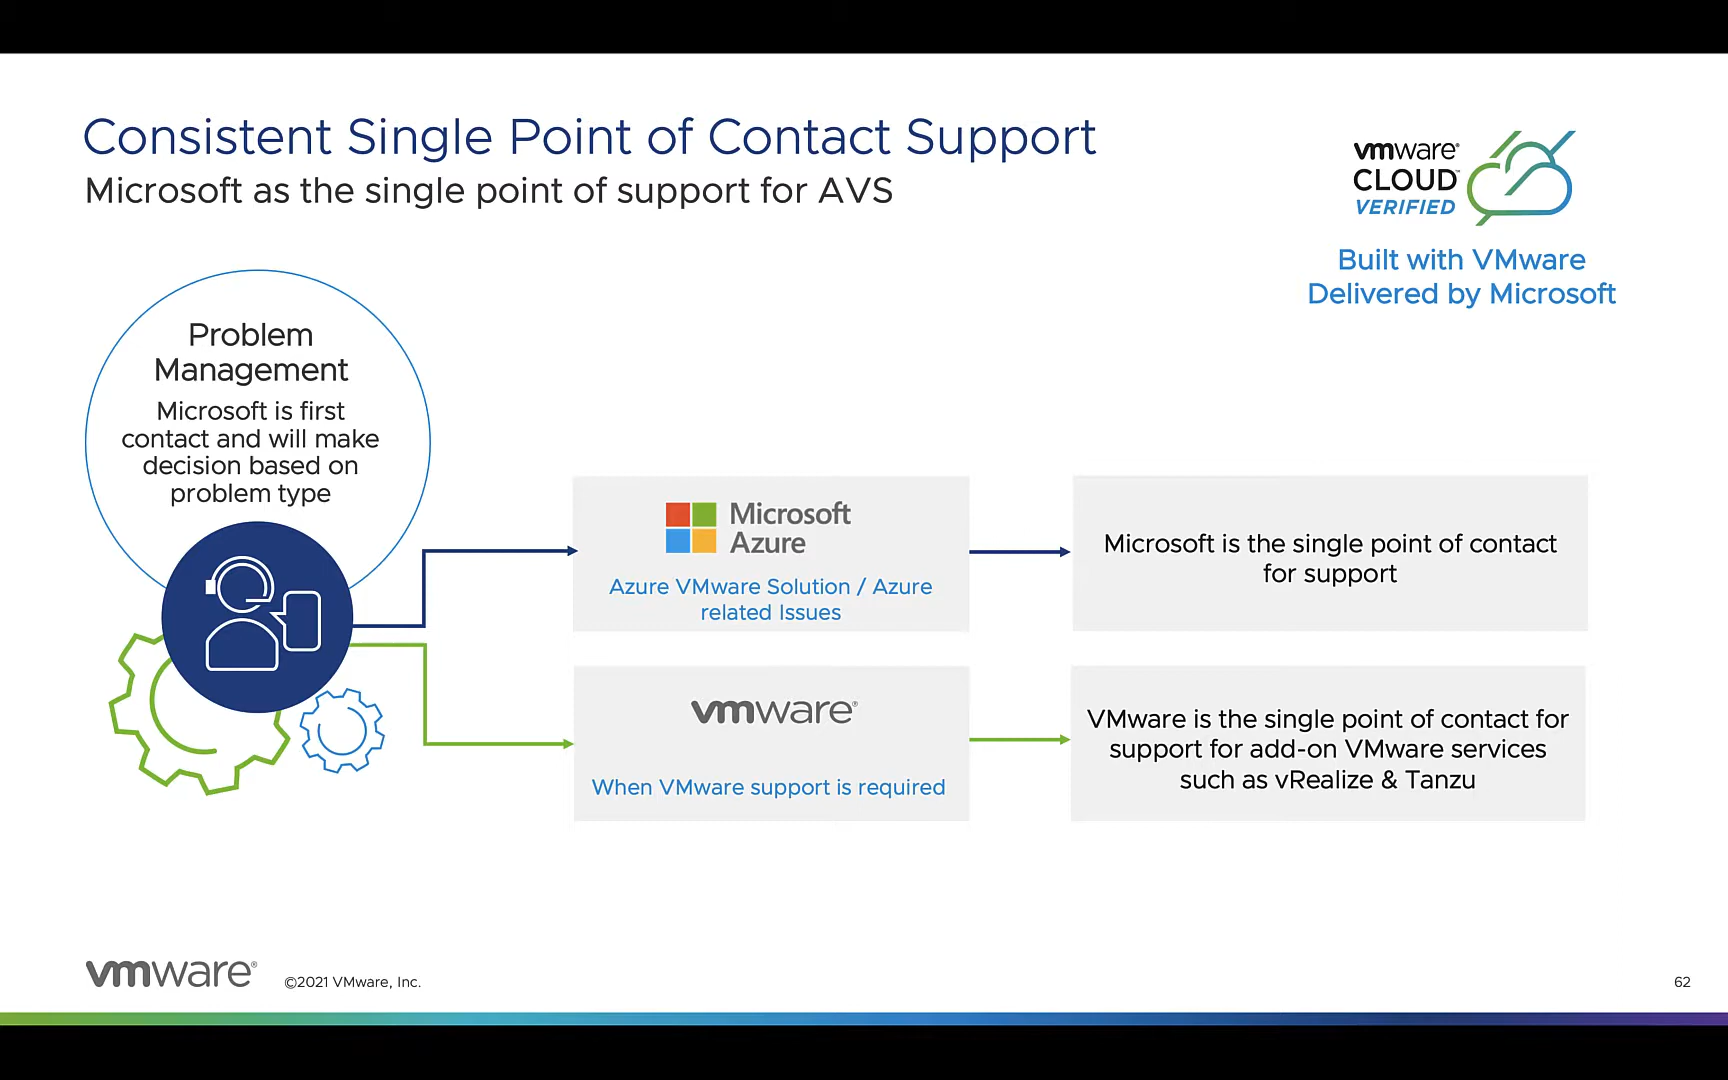 Consistent Single Point of Contact Support
Microsoft as the single point of support for AVS
vmware®
CLOUD™
VERIFIED
Built with VMware
Delivered by Microsoft
Problem
Management
Microsoft is first
contact and will make
decision based on
problem type
Microsoft
Azure
Azure VMware Solution / Azure
related Issues
Microsoft is the single point of contact
for support
vmware®
When VMware support is required
VMware is the single point of contact for
support for add-on VMware services
such as vRealize & Tanzu
vmware®
©2021 VMware, Inc.
62